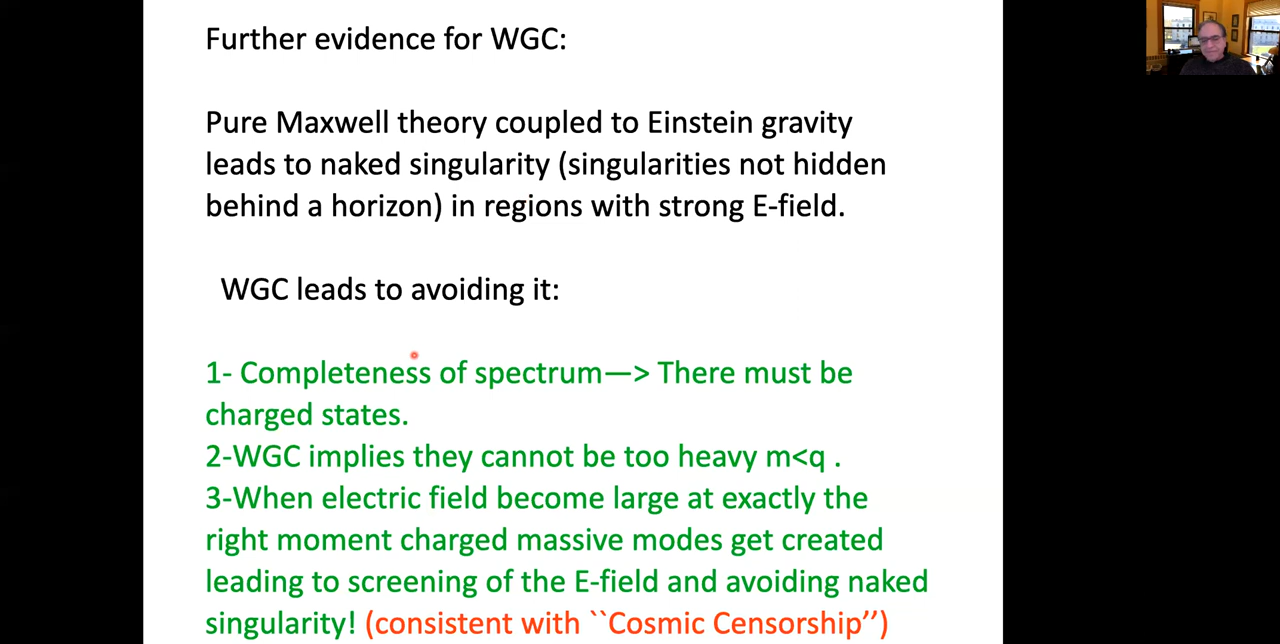 Further evidence for WGC:
Pure Maxwell theory coupled to Einstein gravity
leads to naked singularity (singularities not hidden
behind a horizon) in regions with strong E-field.
WGC leads to avoiding it:
1- Completeness of spectrum—> There must be
charged states.
2-WGC implies they cannot be too heavy m<q .
3-When electric field become large at exactly the
right moment charged massive modes get created
leading to screening of the E-field and avoiding naked
singularity! (consistent with ``Cosmic Censorship’’)